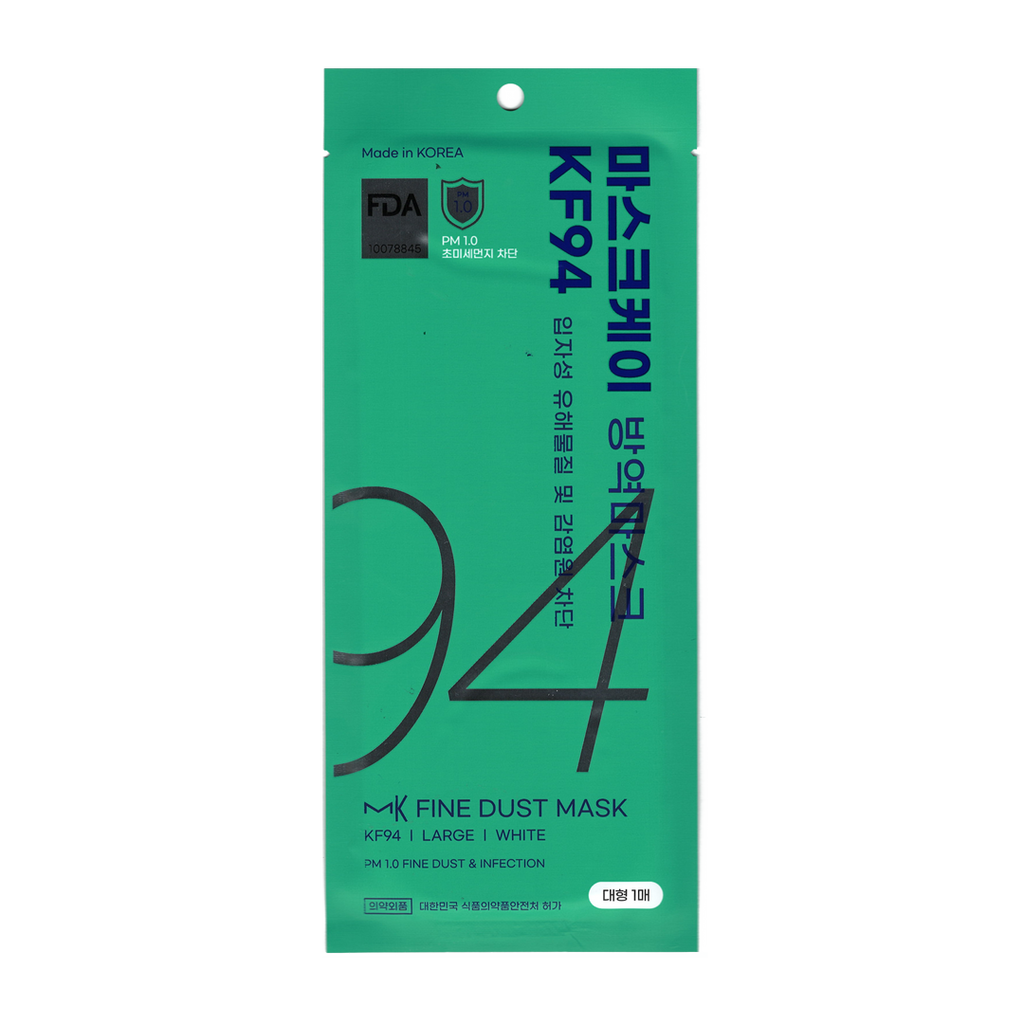 Made in KOREA
FDA
10078845
PM
1.0
PM 1.0
초미세먼지 차단
마스크케이 방역마스크
KF94 입자성 유해물질 및 감염원 차단
94
MK FINE DUST MASK
KF94 I LARGE I WHITE
PM 1.0 FINE DUST & INFECTION
대형 1매
의약외품 대한민국 식품의약품안전처 허가